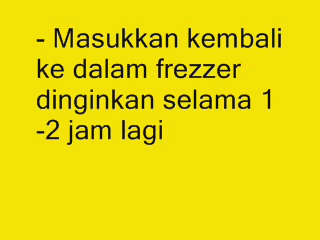 - Masukkan kembali
ke dalam frezzer
dinginkan selama 1
-2 jam lagi